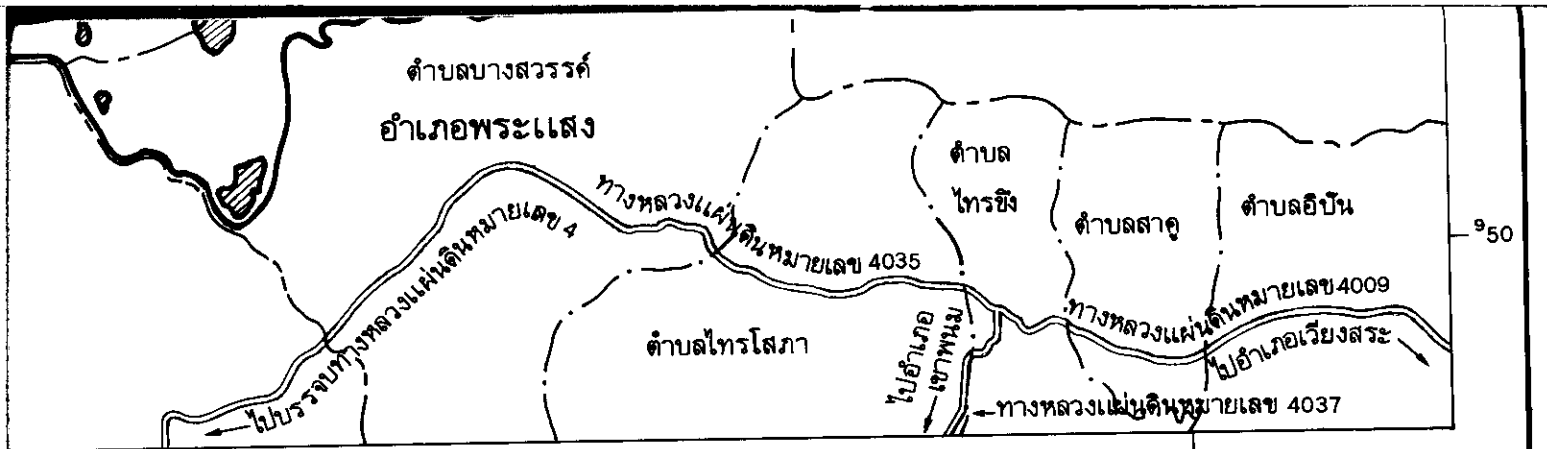 ตำบลบางสวรรค์
อำเภอพระแสง
ตำบล
ไทรขึง
ทางหลวงแผ่นดินหมายเลข 4035
ตำบลสาคู
ตำบลอิปัน
950
ทางหลวงแผ่นดินหมายเลข 4009
ไปบรรจบทางหลวงแผ่นดินหมายเลข 4
ตำบลไทรโสภา
ไปอำเภอ
เขาพนม
ไปอำเภอเวียงสระ
ทางหลวงแผ่นดินหมายเลข 4037